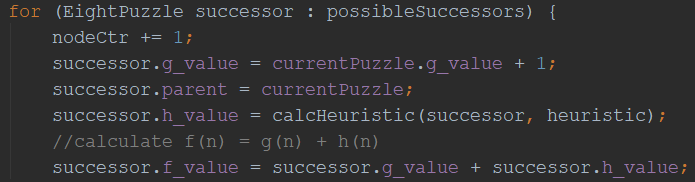 for (EightPuzzle successor : possibleSuccessors) {
    nodeCtr += 1;
    successor.g_value = currentPuzzle.g_value + 1;
    successor.parent = currentPuzzle;
    successor.h_value = calcHeuristic(successor, heuristic);
    //calculate f(n) = g(n) + h(n)
    successor.f_value = successor.g_value + successor.h_value;